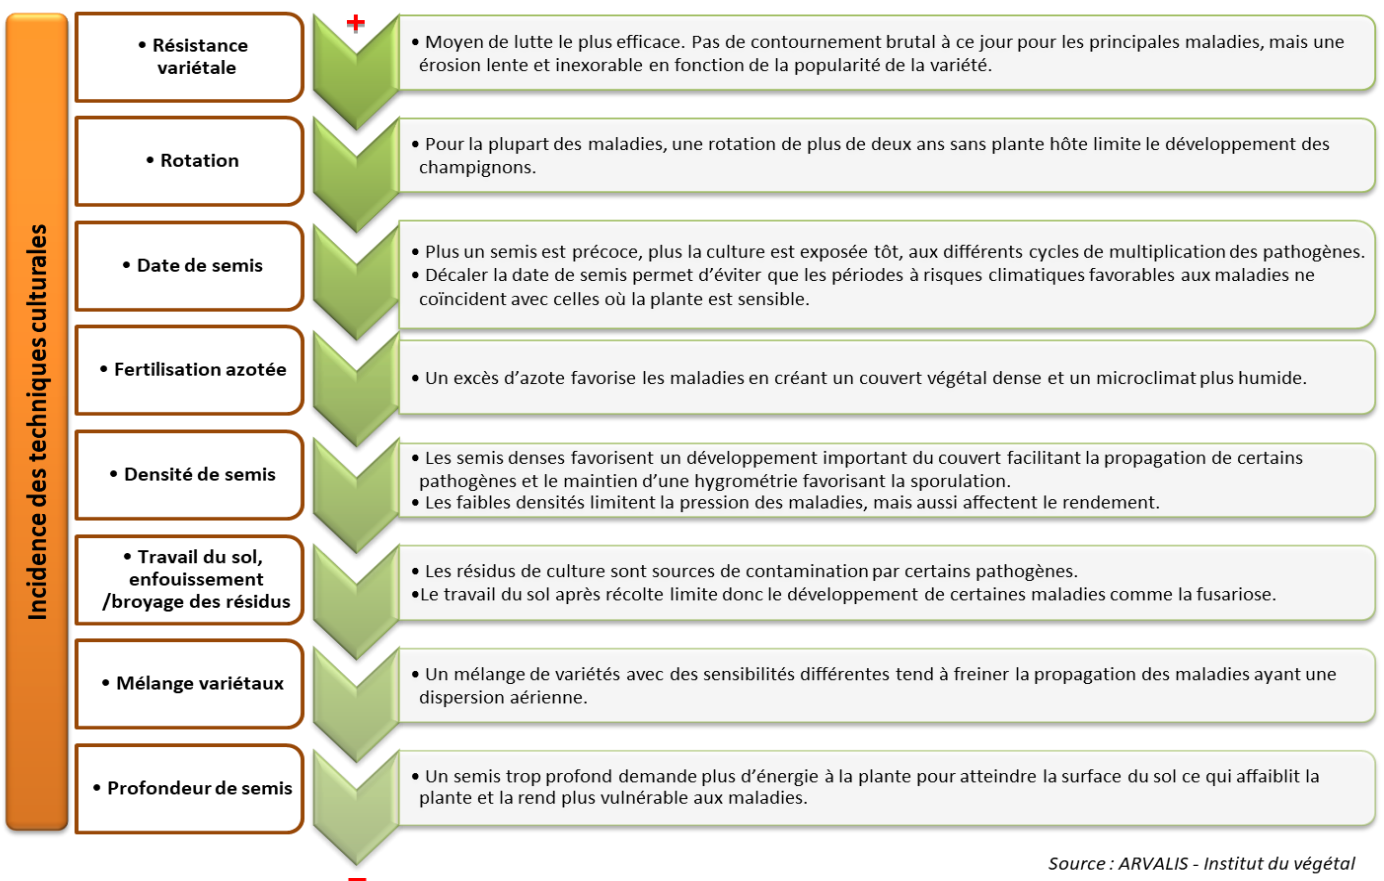 Incidence des techniques culturales
+
• Résistance
variétale
• Moyen de lutte le plus efficace. Pas de contournement brutal à ce jour pour les principales maladies, mais une
érosion lente et inexorable en fonction de la popularité de la variété.
• Rotation
• Pour la plupart des maladies, une rotation de plus de deux ans sans plante hôte limite le développement des
champignons.
• Date de semis
• Plus un semis est précoce, plus la culture est exposée tôt, aux différents cycles de multiplication des pathogènes.
• Décaler la date de semis permet d'éviter que les périodes à risques climatiques favorables aux maladies ne
coïncident avec celles où la plante est sensible.
• Fertilisation azotée
• Un excès d'azote favorise les maladies en créant un couvert végétal dense et un microclimat plus humide.
• Densité de semis
• Les semis denses favorisent un développement important du couvert facilitant la propagation de certains
pathogènes et le maintien d'une hygrométrie favorisant la sporulation.
• Les faibles densités limitent la pression des maladies, mais aussi affectent le rendement.
• Travail du sol,
enfouissement
/broyage des résidus
• Les résidus de culture sont sources de contamination par certains pathogènes.
•Le travail du sol après récolte limite donc le développement de certaines maladies comme la fusariose.
• Mélange variétaux
• Un mélange de variétés avec des sensibilités différentes tend à freiner la propagation des maladies ayant une
dispersion aérienne.
• Profondeur de semis
• Un semis trop profond demande plus d'énergie à la plante pour atteindre la surface du sol ce qui affaiblit la
plante et la rend plus vulnérable aux maladies.
−
Source : ARVALIS - Institut du végétal